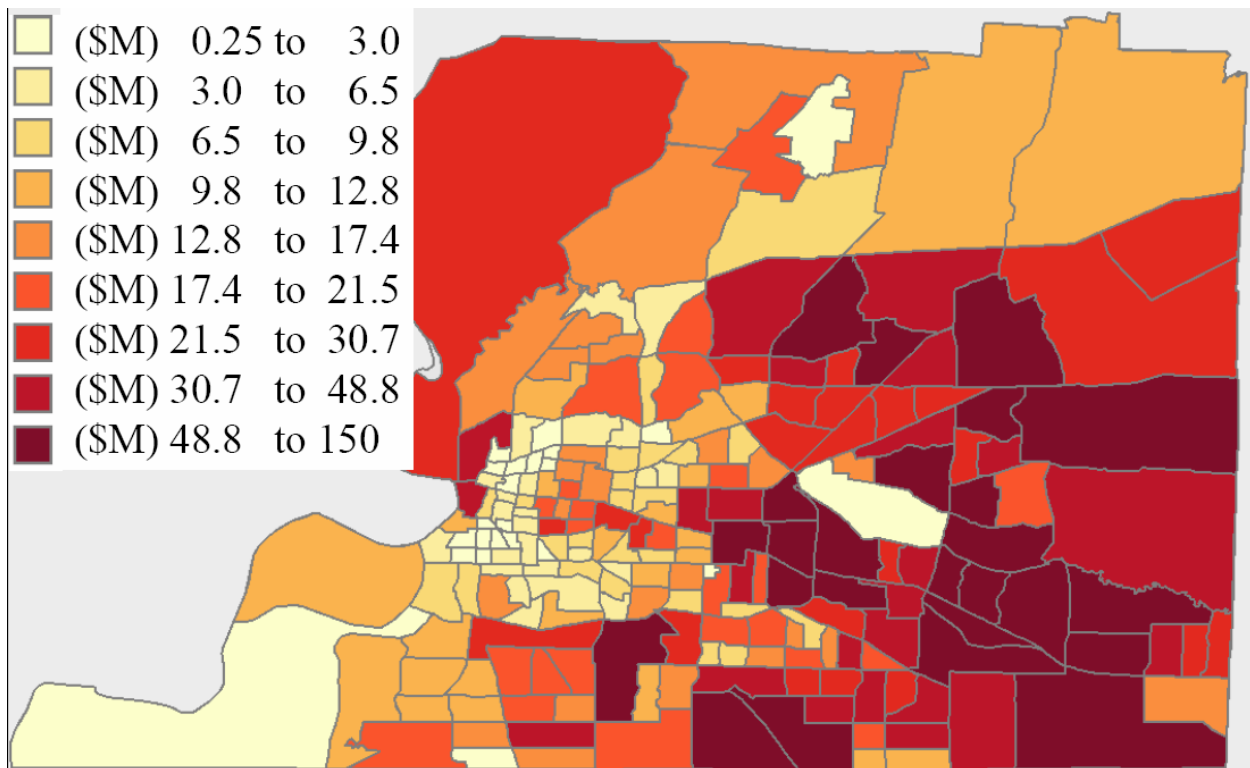 ($M) 0.25 to 3.0
($M) 3.0 to 6.5
($M) 6.5 to 9.8
($M) 9.8 to 12.8
($M) 12.8 to 17.4
($M) 17.4 to 21.5
($M) 21.5 to 30.7
($M) 30.7 to 48.8
($M) 48.8 to 150